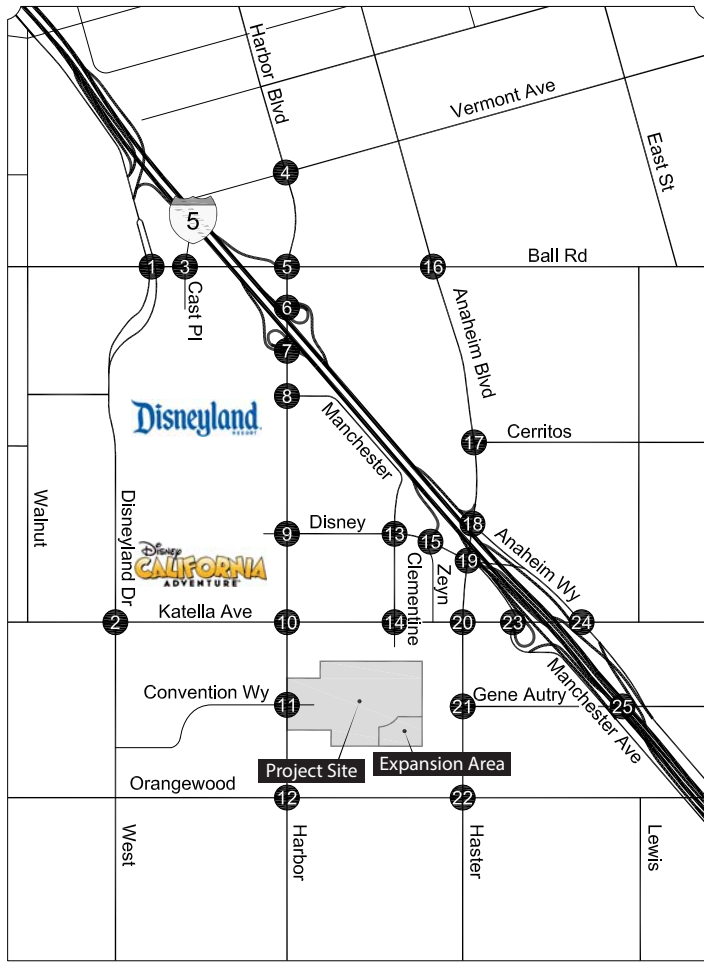 Harbor Blvd
Vermont Ave
East St
4
5
1
3
5
16
Ball Rd
Cast Pl
6
7
Anaheim Blvd
8
Manchester
Disneyland
RESORT
17
Cerritos
Walnut
Disneyland Dr
9
Disney
13
15
18
19
Anaheim Wy
Disney
CALIFORNIA
ADVENTURE
Clementine
Zeyn
2
Katella Ave
10
14
20
23
24
Convention Wy
11
21
Gene Autry
25
Manchester Ave
Project Site
Expansion Area
Orangewood
12
22
West
Harbor
Haster
Lewis